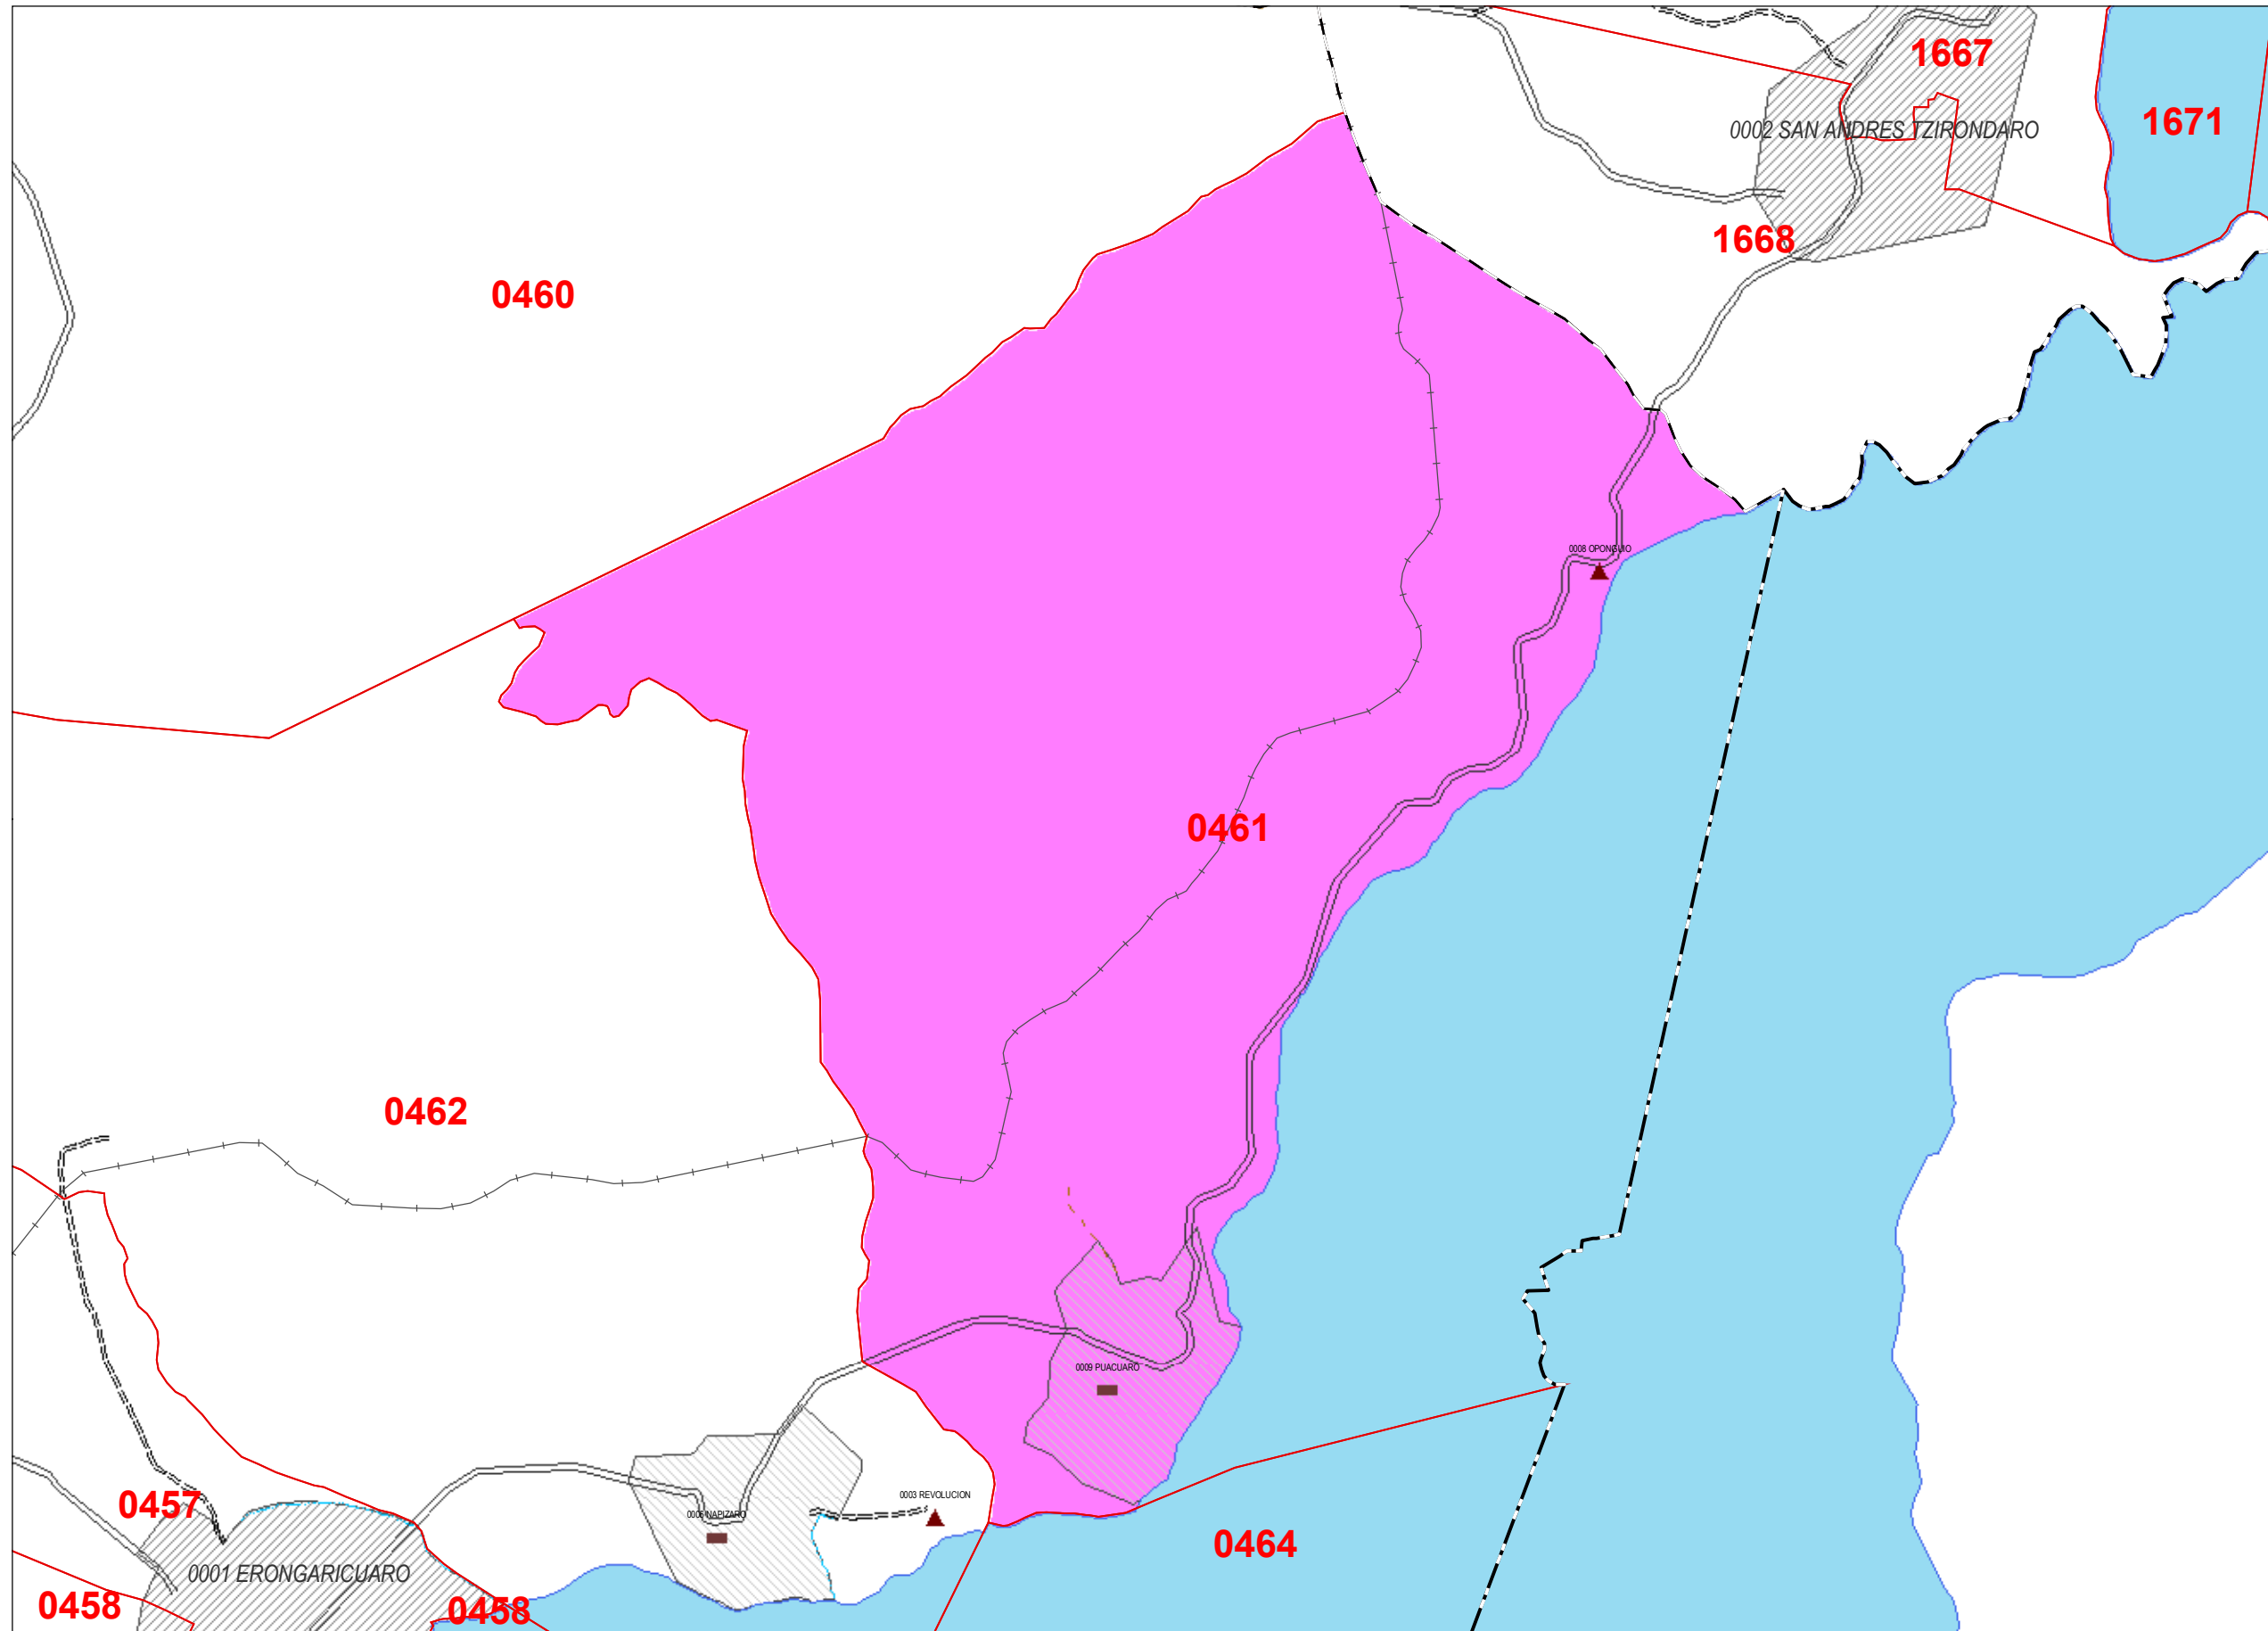 1667
1671
0002 SAN ANDRES TZIRONDARO
1668
0460
0008 OPONGUIO
0461
0462
0009 PUACUARO
0003 REVOLUCION
0457
NAPIZARO
0464
0001 ERONGARICUARO
0458
0458